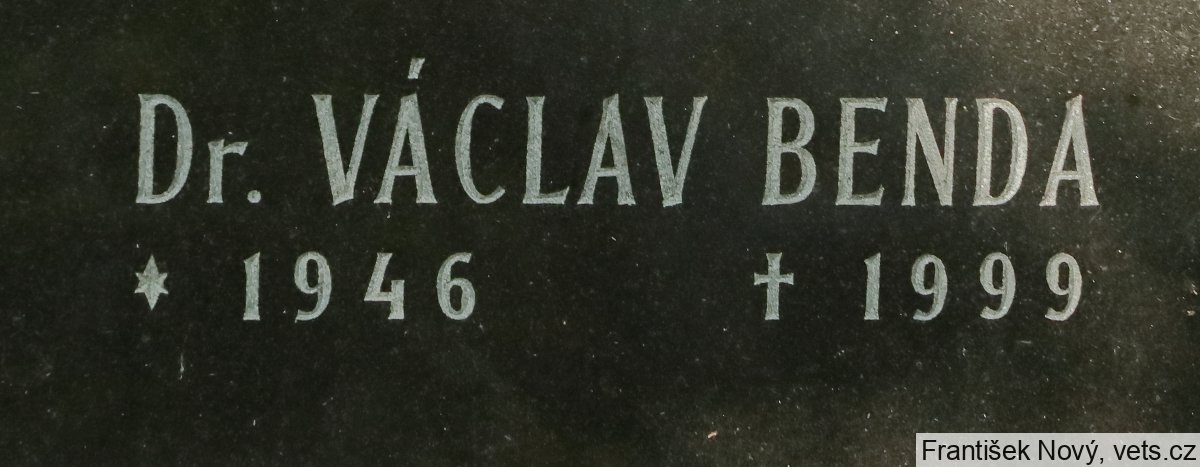 Dr. VÁCLAV BENDA
* 1946 † 1999
František Nový, vets.cz